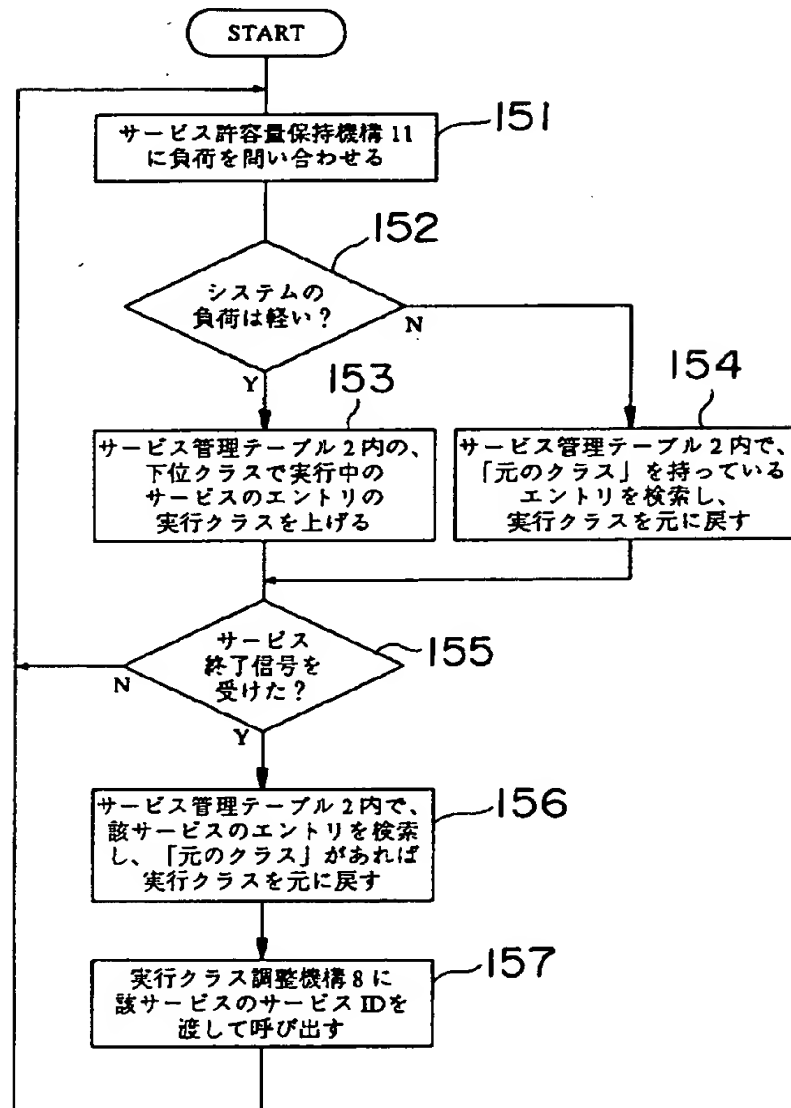 START
サービス許容量保持機構11
に負荷を問い合わせる
151
システムの
負荷は軽い?
152
N
Y
153
サービス管理テーブル2内の、
下位クラスで実行中の
サービスのエントリの
実行クラスを上げる
154
サービス管理テーブル2内で、
「元のクラス」を持っている
エントリを検索し、
実行クラスを元に戻す
サービス
終了信号を
受けた?
155
N
Y
サービス管理テーブル2内で、
該サービスのエントリを検索
し、「元のクラス」があれば
実行クラスを元に戻す
156
実行クラス調整機構8に
該サービスのサービスIDを
渡して呼び出す
157